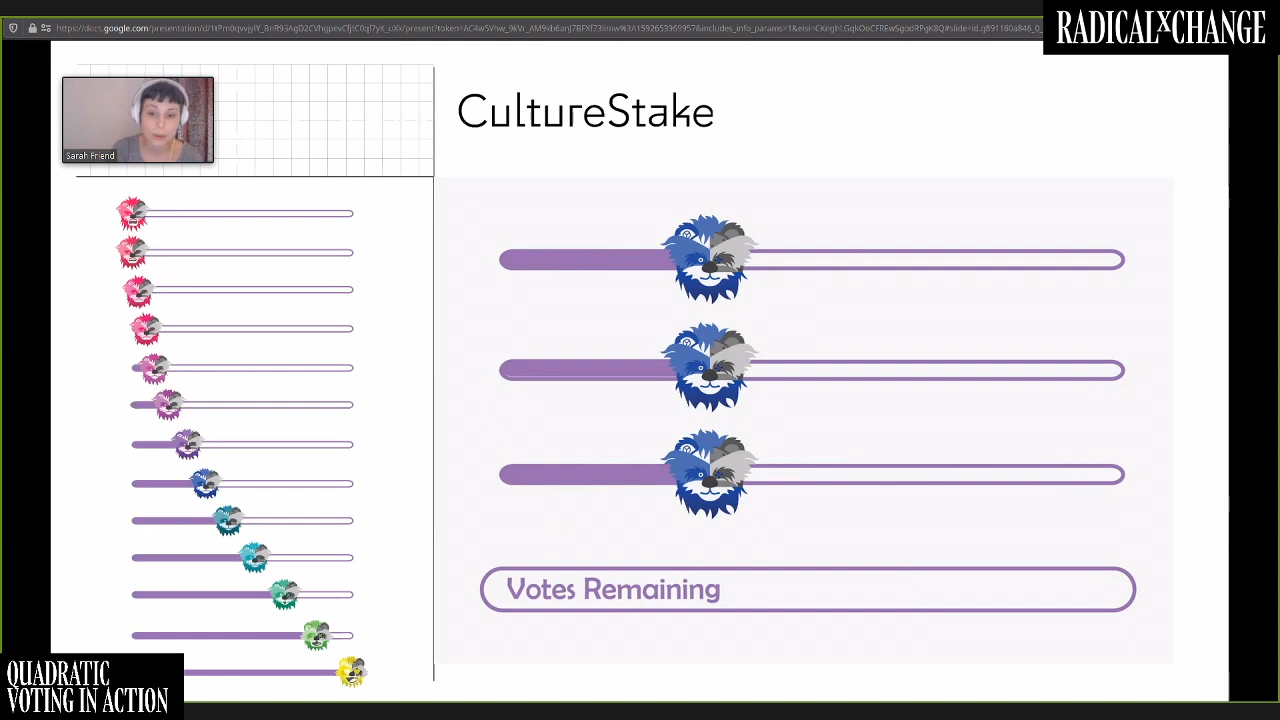 RADICALXCHANGE
CultureStake
Sarah Friend
Votes Remaining
QUADRATIC
VOTING IN ACTION